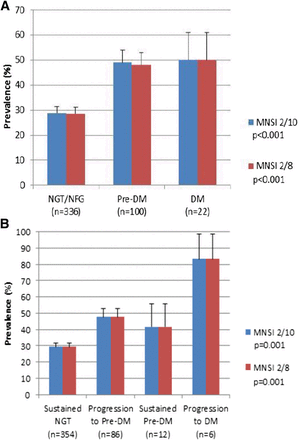 A
Prevalence (%)
70
60
50
40
30
20
10
0
NGT/NFG Pre-DM DM
(n=336) (n=100) (n=22)
MNSI 2/10
p<0.001
MNSI 2/8
p<0.001
B
Prevalence (%)
100
90
80
70
60
50
40
30
20
10
0
Sustained Progression Sustained Progression
NGT to Pre-DM Pre-DM to DM
(n=354) (n=86) (n=12) (n=6)
MNSI 2/10
p=0.001
MNSI 2/8
p=0.001